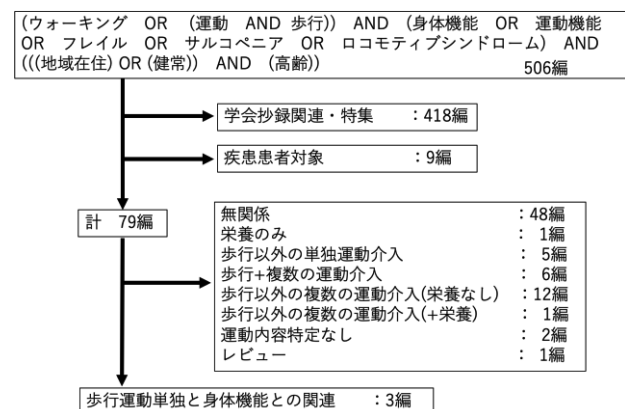 (ウォーキング OR (運動 AND 歩行)) AND (身体機能 OR 運動機能
OR フレイル OR サルコペニア OR ロコモティブシンドローム) AND
(((地域在住) OR (健常)) AND (高齢))
506編
学会抄録関連・特集 :418編
疾患患者対象 :9編
計 79編
無関係 :48編
栄養のみ : 1編
歩行以外の単独運動介入 : 5編
歩行+複数の運動介入 : 6編
歩行以外の複数の運動介入(栄養なし) :12編
歩行以外の複数の運動介入(+栄養) : 1編
運動内容特定なし : 2編
レビュー : 1編
歩行運動単独と身体機能との関連 :3編